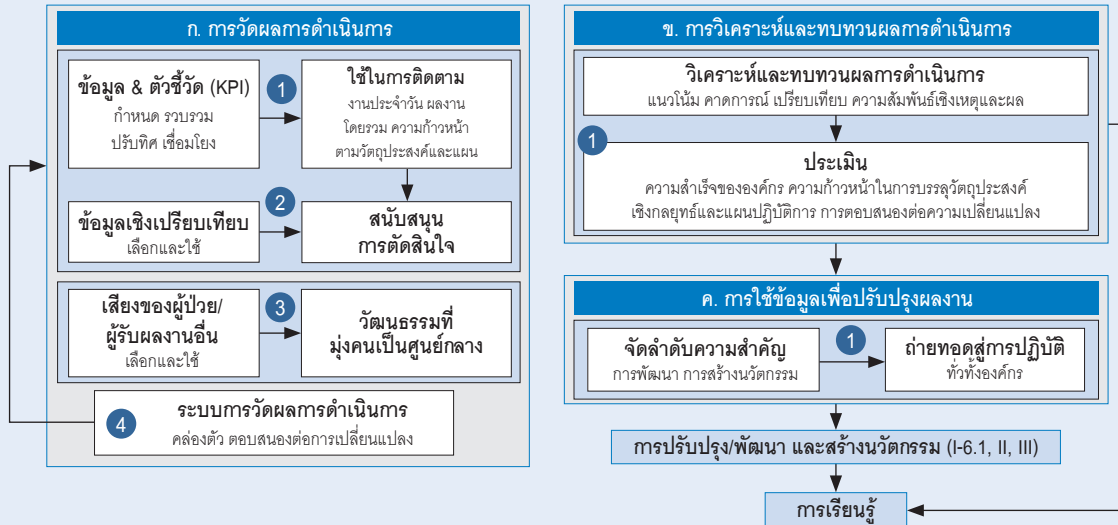 ก. การวัดผลการดำเนินการ
ข้อมูล & ตัวชี้วัด (KPI)
กำหนด รวบรวม
ปรับทิศ เชื่อมโยง
1
ใช้ในการติดตาม
งานประจำวัน ผลงาน
โดยรวม ความก้าวหน้า
ตามวัตถุประสงค์และแผน
ข้อมูลเชิงเปรียบเทียบ
เลือกและใช้
2
สนับสนุน
การตัดสินใจ
เสียงของผู้ป่วย/
ผู้รับผลงานอื่น
เลือกและใช้
3
วัฒนธรรมที่
มุ่งคนเป็นศูนย์กลาง
4
ระบบการวัดผลการดำเนินการ
คล่องตัว ตอบสนองต่อการเปลี่ยนแปลง
ข. การวิเคราะห์และทบทวนผลการดำเนินการ
วิเคราะห์และทบทวนผลการดำเนินการ
แนวโน้ม คาดการณ์ เปรียบเทียบ ความสัมพันธ์เชิงเหตุและผล
1
ประเมิน
ความสำเร็จขององค์กร ความก้าวหน้าในการบรรลุวัตถุประสงค์
เชิงกลยุทธ์และแผนปฏิบัติการ การตอบสนองต่อความเปลี่ยนแปลง
ค. การใช้ข้อมูลเพื่อปรับปรุงผลงาน
จัดลำดับความสำคัญ
การพัฒนา การสร้างนวัตกรรม
1
ถ่ายทอดสู่การปฏิบัติ
ทั่วทั้งองค์กร
การปรับปรุง/พัฒนา และสร้างนวัตกรรม (I-6.1, II, III)
การเรียนรู้